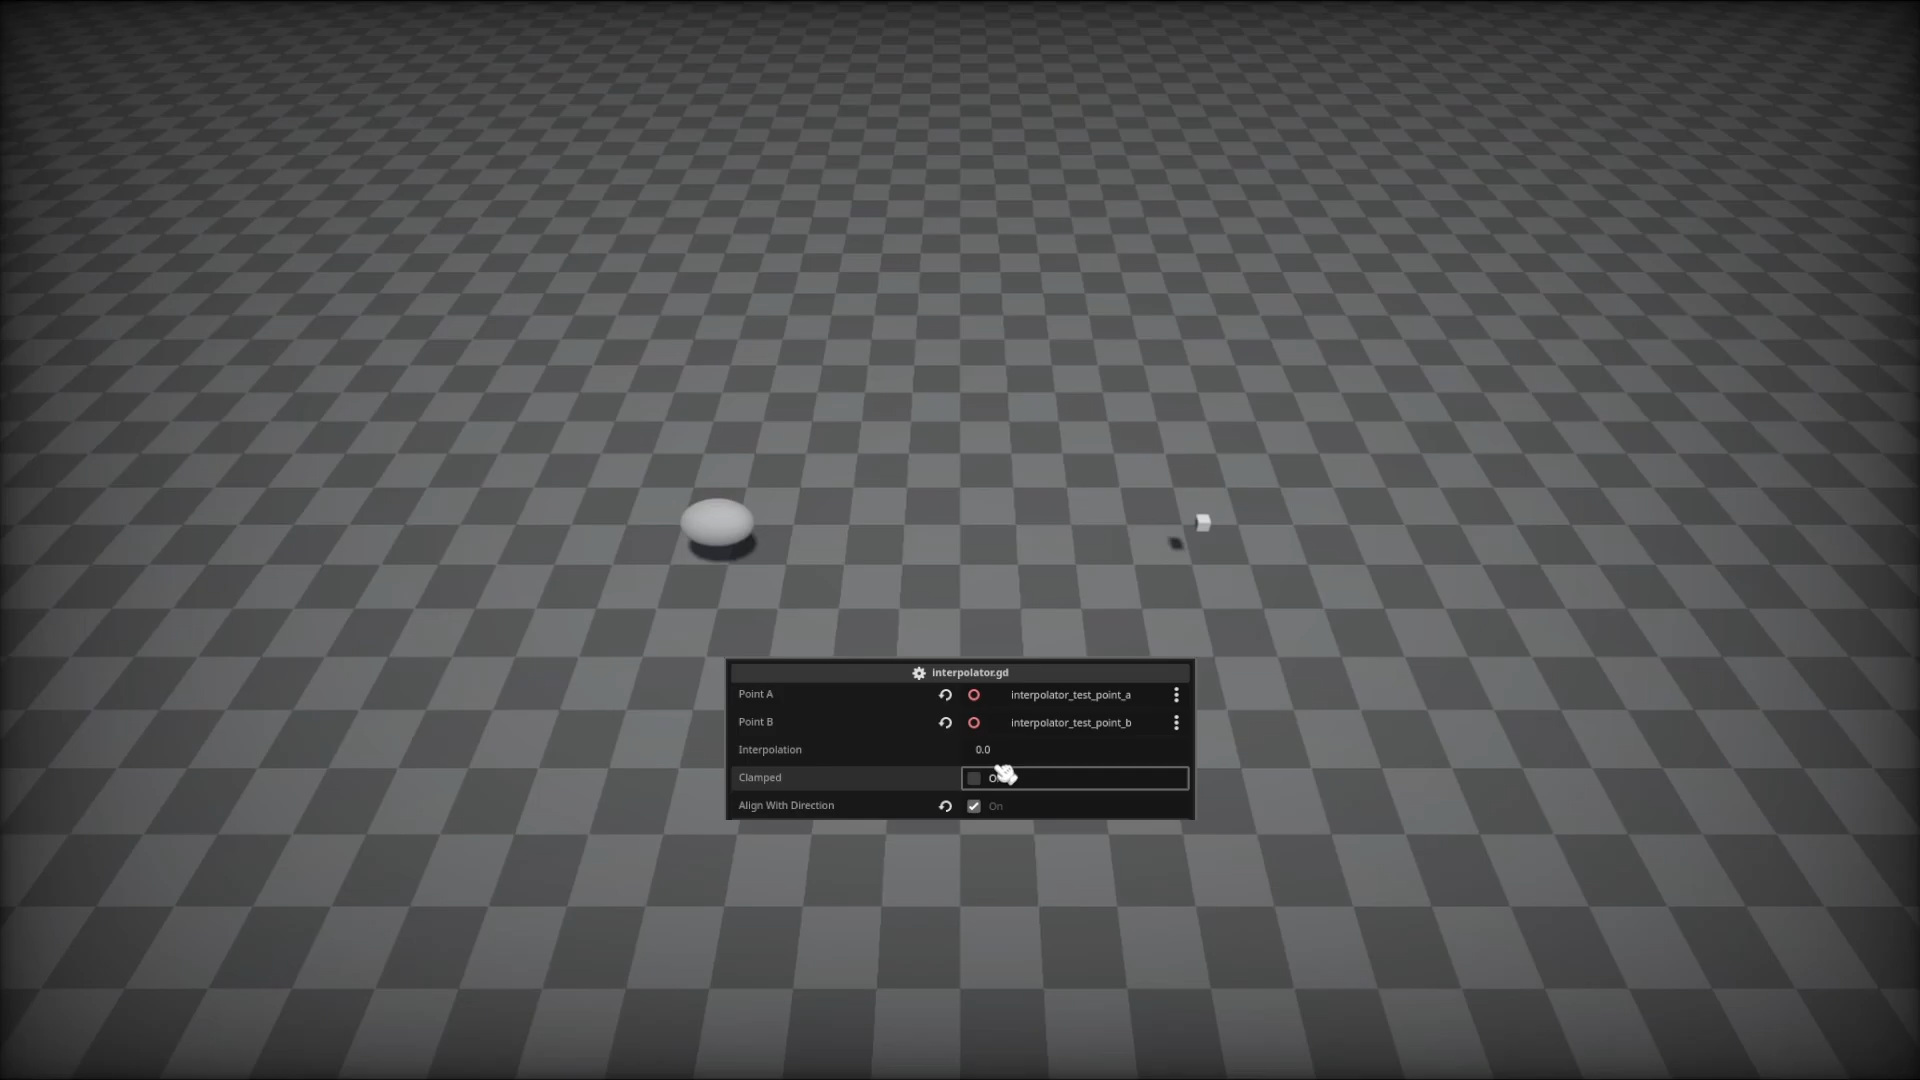 interpolator.gd
Point A interpolator_test_point_a
Point B interpolator_test_point_b
Interpolation 0.0
Clamped
Align With Direction On